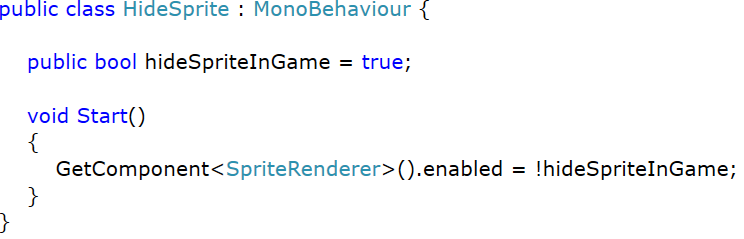 public class HideSprite : MonoBehaviour {
public bool hideSpriteInGame = true;
void Start()
{
GetComponent<SpriteRenderer>().enabled = !hideSpriteInGame;
}
}